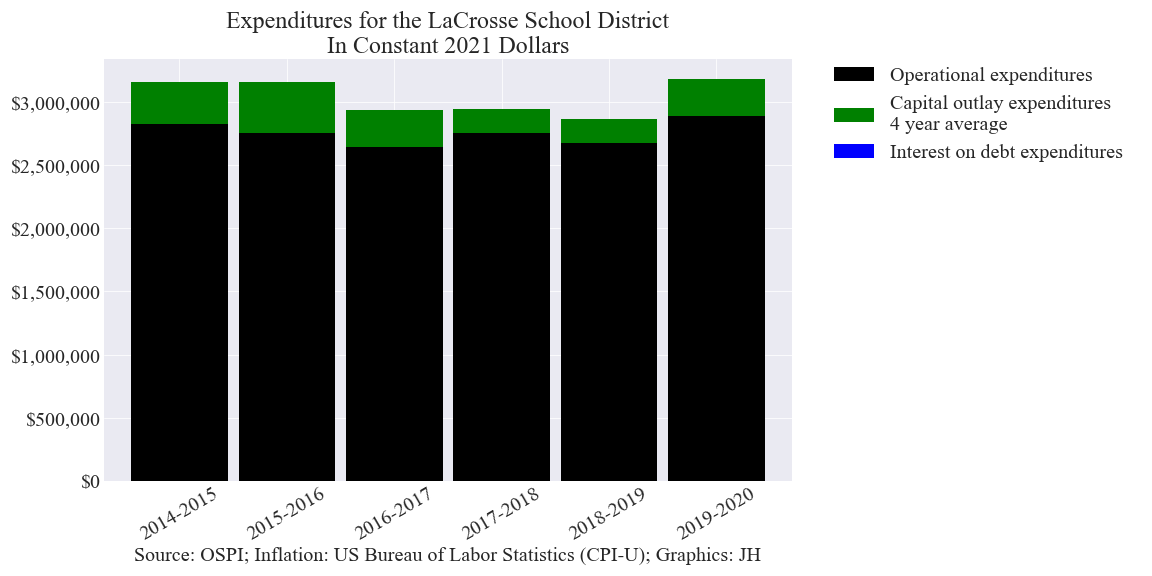 Expenditures for the LaCrosse School District
In Constant 2021 Dollars
Operational expenditures
Capital outlay expenditures
4 year average
Interest on debt expenditures
$3,000,000
$2,500,000
$2,000,000
$1,500,000
$1,000,000
$500,000
$0
2014-2015
2015-2016
2016-2017
2017-2018
2018-2019
2019-2020
Source: OSPI; Inflation: US Bureau of Labor Statistics (CPI-U); Graphics: JH